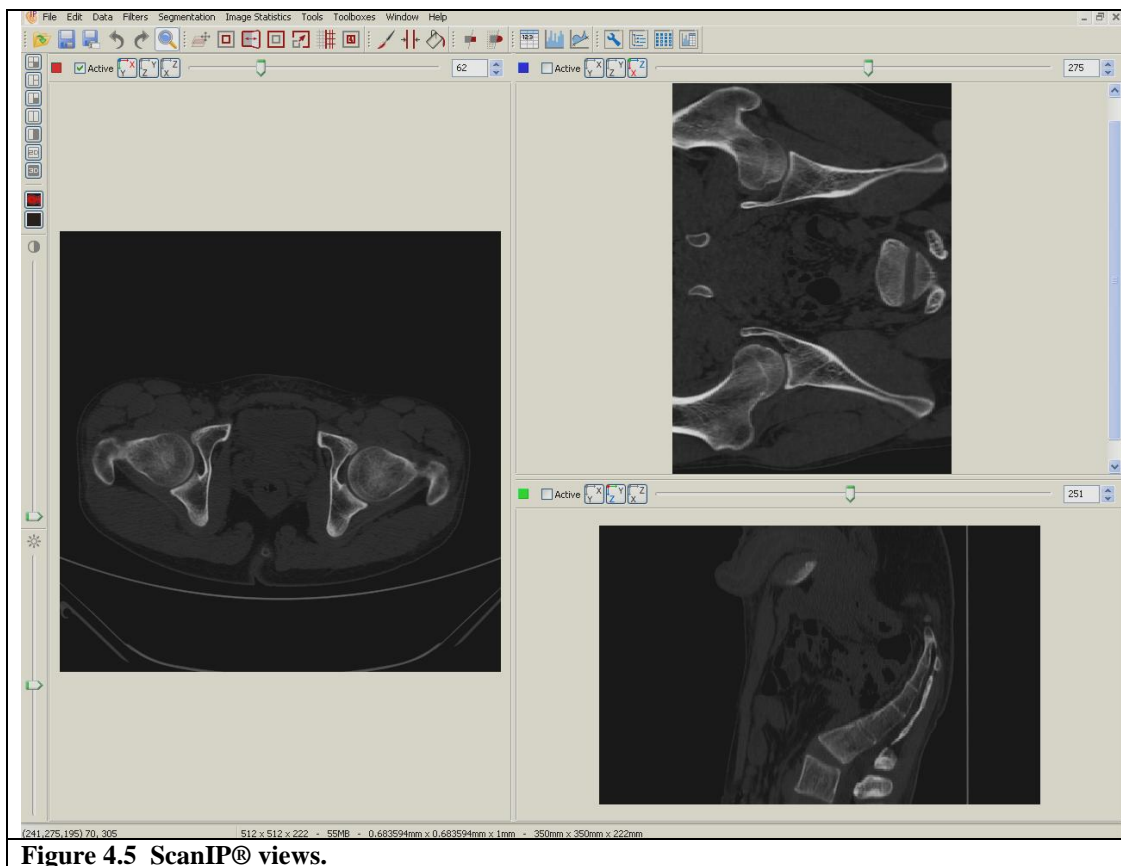 File Edit Data Filters Segmentation Image Statistics Tools Toolboxes Window Help
Active 62
Active 275
Active 251
(241,275,195) 70, 305 512 x 512 x 222 - 55MB - 0.683594mm x 0.683594mm x 1mm - 350mm x 350mm x 222mm
Figure 4.5 ScanIP® views.